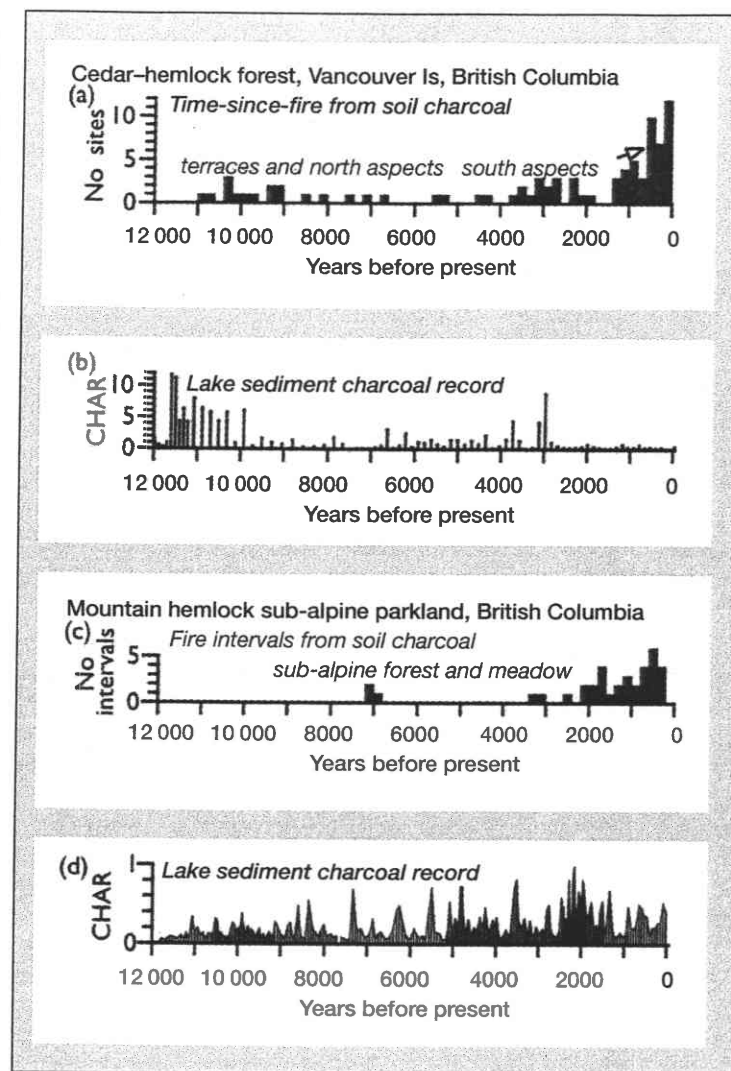 Cedar–hemlock forest, Vancouver Is, British Columbia
(a)
Time-since-fire from soil charcoal
terraces and north aspects south aspects
No sites
10
5
0
12 000 10 000 8000 6000 4000 2000 0
Years before present
(b)
Lake sediment charcoal record
CHAR
10
5
0
12 000 10 000 8000 6000 4000 2000 0
Years before present
Mountain hemlock sub-alpine parkland, British Columbia
(c)
Fire intervals from soil charcoal
sub-alpine forest and meadow
No
intervals
5
0
12 000 10 000 8000 6000 4000 2000 0
Years before present
(d)
Lake sediment charcoal record
CHAR
1
0
12 000 10 000 8000 6000 4000 2000 0
Years before present